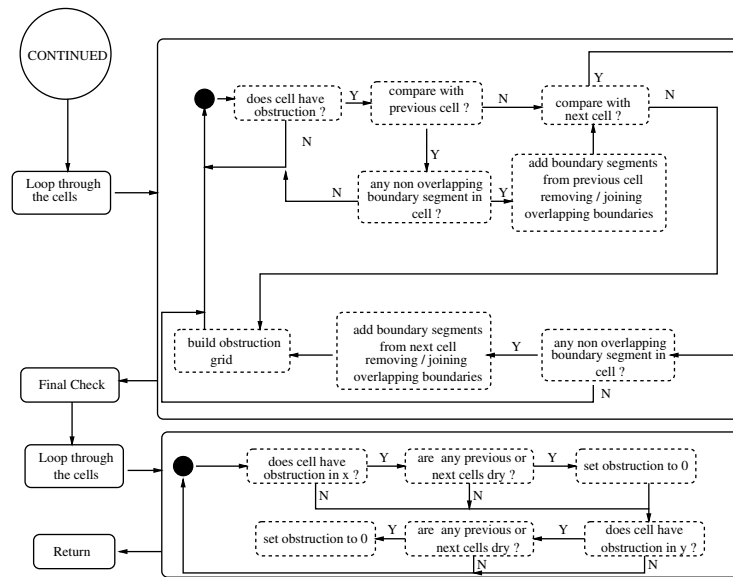 CONTINUED
Loop through
the cells
does cell have
obstruction ?
Y
N
compare with
previous cell ?
N
Y
compare with
next cell ?
Y
N
any non overlapping
boundary segment in
cell ?
N
Y
add boundary segments
from previous cell
removing / joining
overlapping boundaries
build obstruction
grid
add boundary segments
from next cell
removing / joining
overlapping boundaries
Y
any non overlapping
boundary segment in
cell ?
N
Final Check
Loop through
the cells
does cell have
obstruction in x ?
Y
N
are any previous or
next cells dry ?
Y
N
set obstruction to 0
set obstruction to 0
Y
are any previous or
next cells dry ?
N
Y
does cell have
obstruction in y ?
N
Return